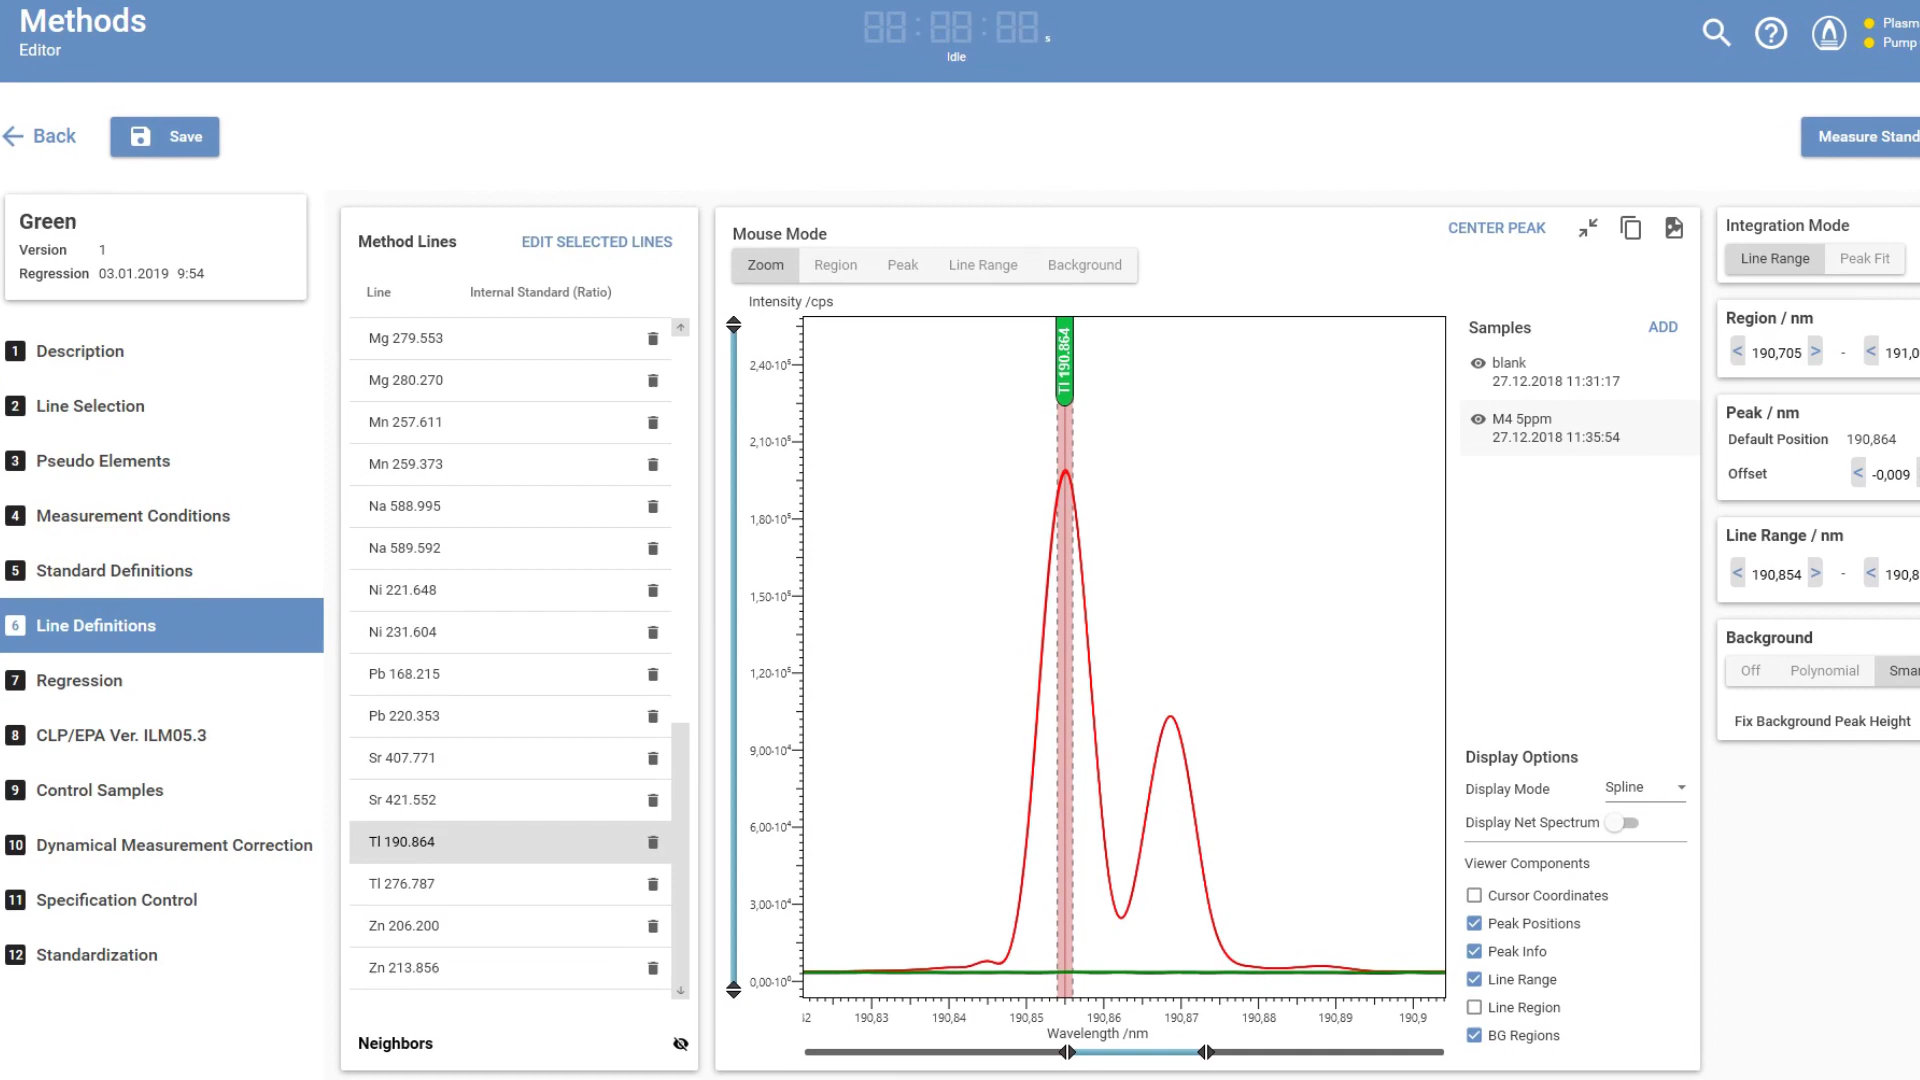 Methods
Editor
88:88:88 s
Idle
Plasm
Pump
Back
Save
Measure Stand
Green
Version 1
Regression 03.01.2019 9:54
1 Description
2 Line Selection
3 Pseudo Elements
4 Measurement Conditions
5 Standard Definitions
6 Line Definitions
7 Regression
8 CLP/EPA Ver. ILM05.3
9 Control Samples
10 Dynamical Measurement Correction
11 Specification Control
12 Standardization
Method Lines EDIT SELECTED LINES
Line Internal Standard (Ratio)
Mg 279.553
Mg 280.270
Mn 257.611
Mn 259.373
Na 588.995
Na 589.592
Ni 221.648
Ni 231.604
Pb 168.215
Pb 220.353
Sr 407.771
Sr 421.552
Tl 190.864
Tl 276.787
Zn 206.200
Zn 213.856
Neighbors
Mouse Mode
CENTER PEAK
Zoom Region Peak Line Range Background
Intensity /cps
Tl 190.864
2,40·10⁵
2,10·10⁵
1,80·10⁵
1,50·10⁵
1,20·10⁵
9,00·10⁴
6,00·10⁴
3,00·10⁴
0,00·10⁰
82 190,83 190,84 190,85 190,86 190,87 190,88 190,89 190,9
Wavelength /nm
Samples ADD
blank
27.12.2018 11:31:17
M4 5ppm
27.12.2018 11:35:54
Display Options
Display Mode Spline
Display Net Spectrum
Viewer Components
Cursor Coordinates
Peak Positions
Peak Info
Line Range
Line Region
BG Regions
Integration Mode
Line Range Peak Fit
Region / nm
< 190,705 > - < 191,0
Peak / nm
Default Position 190,864
Offset < -0,009
Line Range / nm
< 190,854 > - < 190,8
Background
Off Polynomial Smar
Fix Background Peak Height